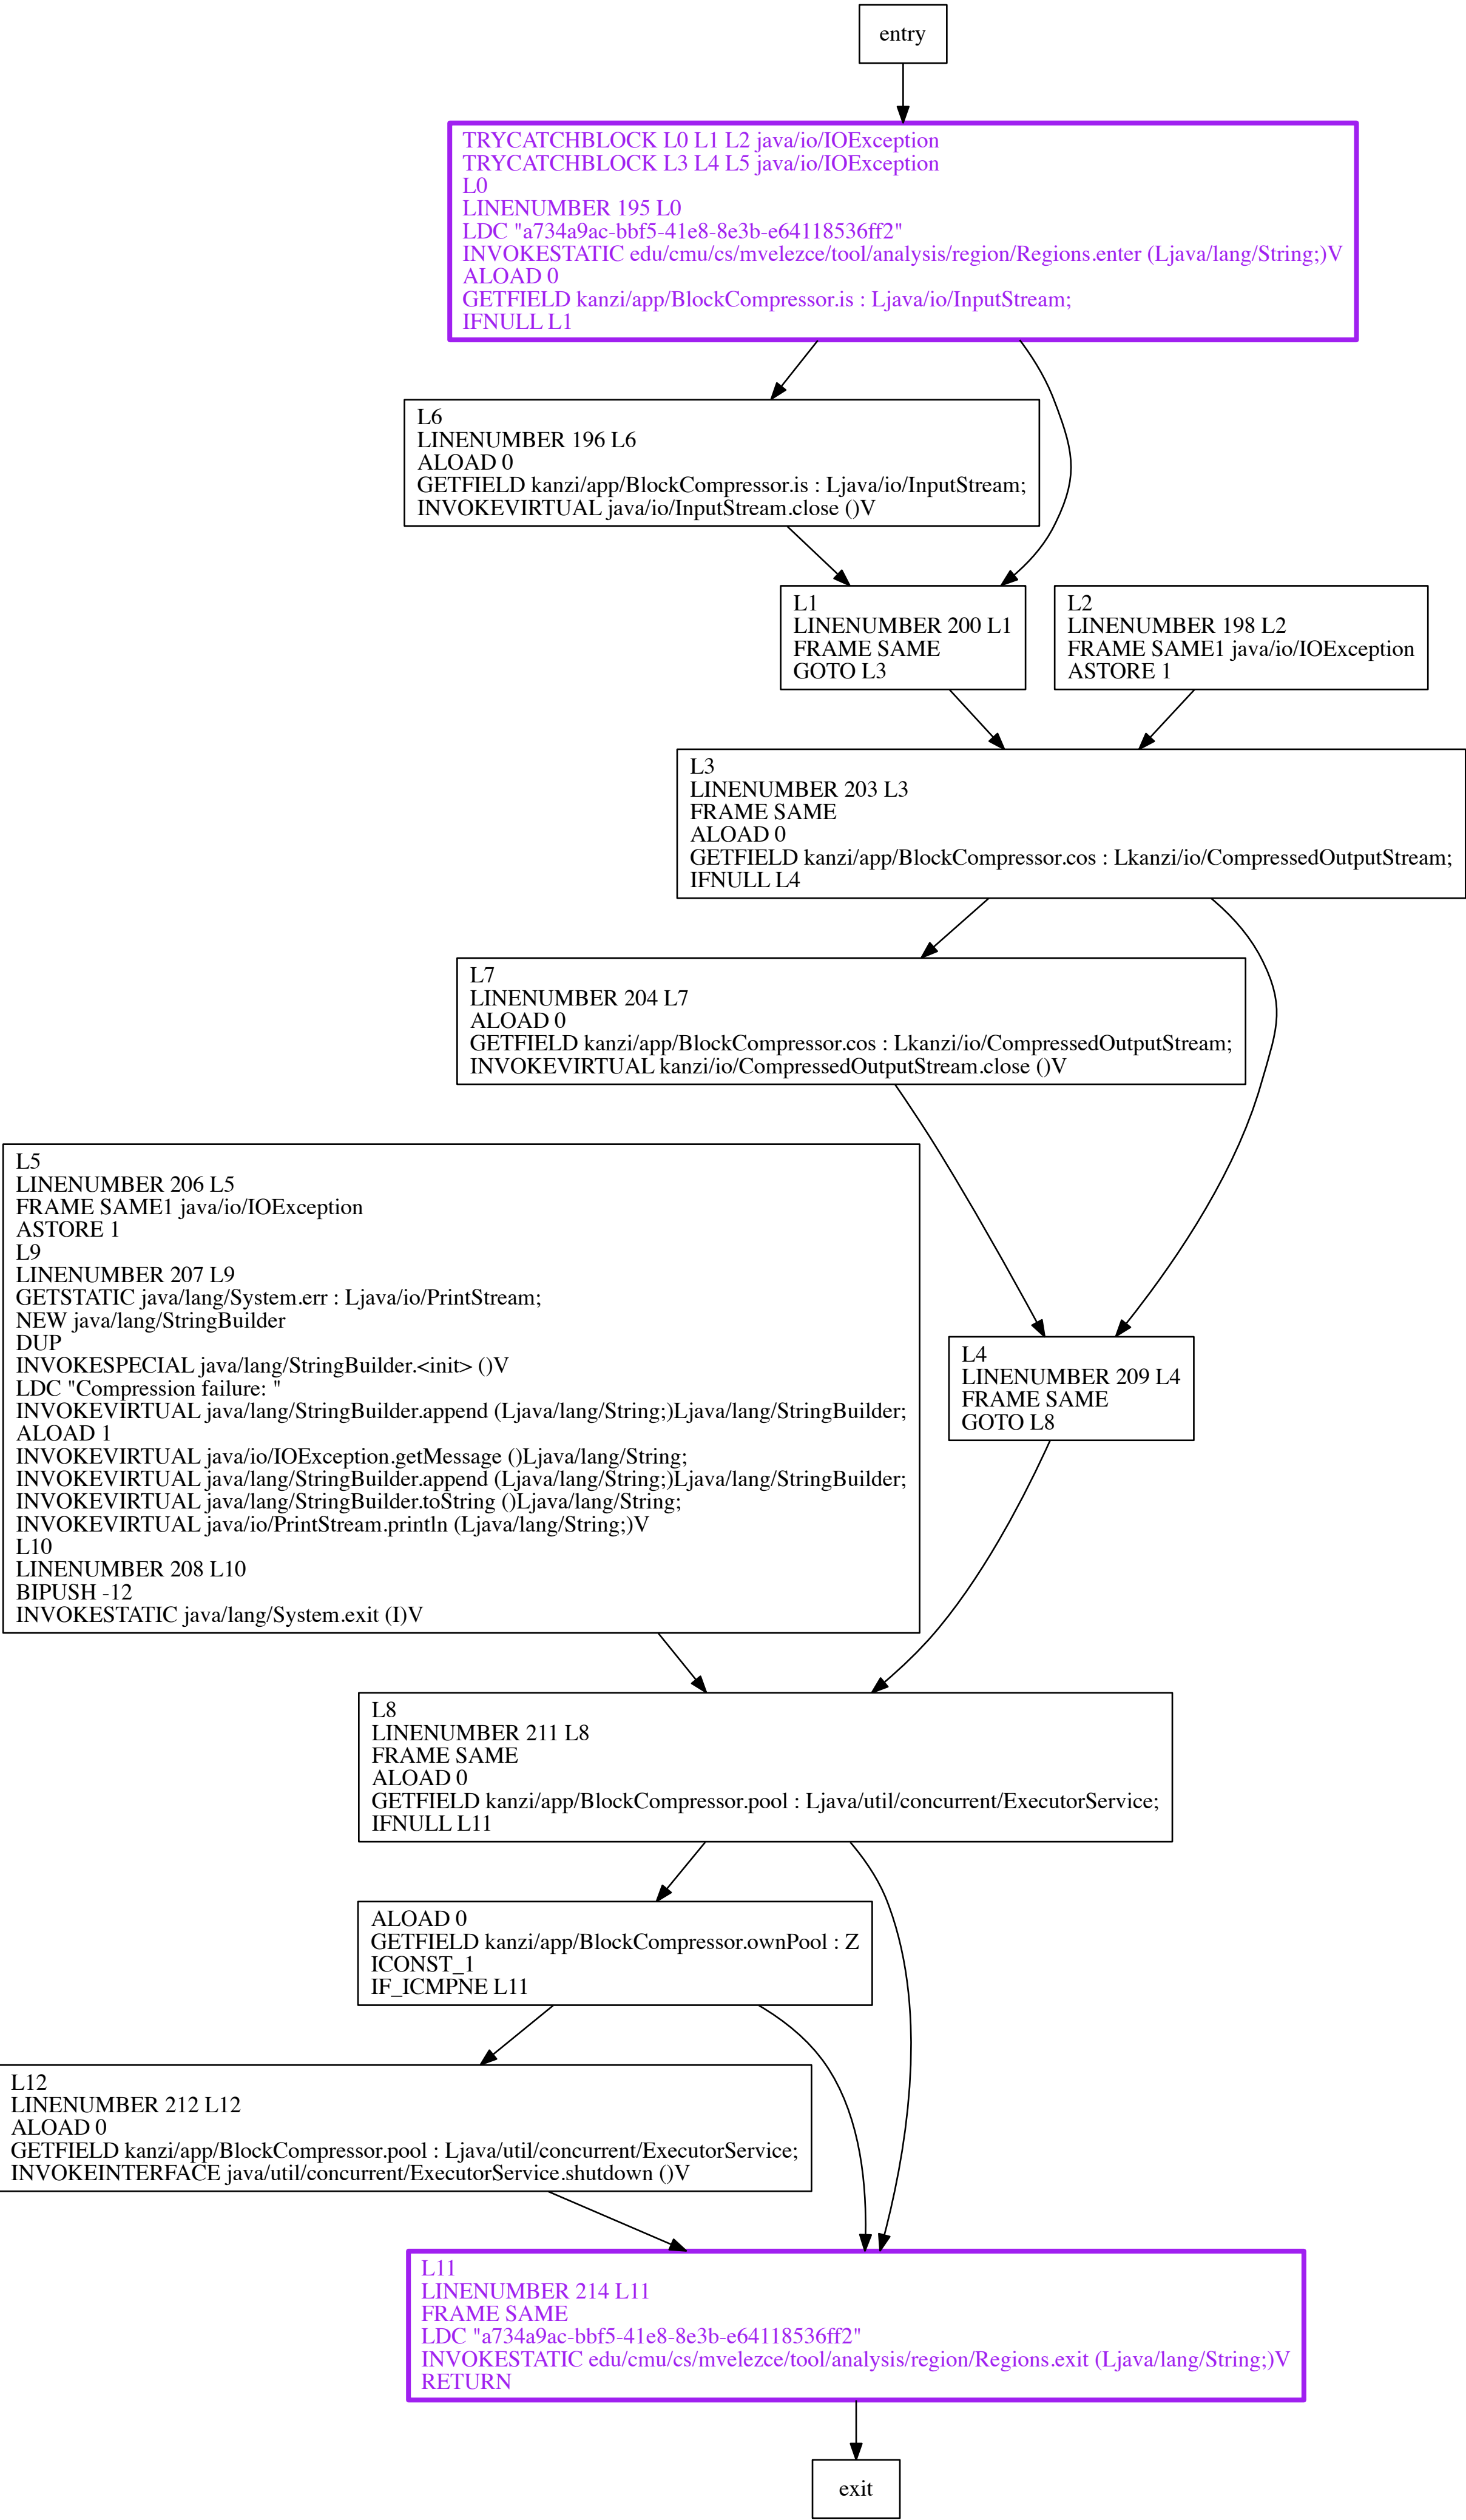 entry
TRYCATCHBLOCK L0 L1 L2 java/io/IOException
TRYCATCHBLOCK L3 L4 L5 java/io/IOException
L0
LINENUMBER 195 L0
LDC "a734a9ac-bbf5-41e8-8e3b-e64118536ff2"
INVOKESTATIC edu/cmu/cs/mvelezce/tool/analysis/region/Regions.enter (Ljava/lang/String;)V
ALOAD 0
GETFIELD kanzi/app/BlockCompressor.is : Ljava/io/InputStream;
IFNULL L1
L6
LINENUMBER 196 L6
ALOAD 0
GETFIELD kanzi/app/BlockCompressor.is : Ljava/io/InputStream;
INVOKEVIRTUAL java/io/InputStream.close ()V
L1
LINENUMBER 200 L1
FRAME SAME
GOTO L3
L2
LINENUMBER 198 L2
FRAME SAME1 java/io/IOException
ASTORE 1
L3
LINENUMBER 203 L3
FRAME SAME
ALOAD 0
GETFIELD kanzi/app/BlockCompressor.cos : Lkanzi/io/CompressedOutputStream;
IFNULL L4
L7
LINENUMBER 204 L7
ALOAD 0
GETFIELD kanzi/app/BlockCompressor.cos : Lkanzi/io/CompressedOutputStream;
INVOKEVIRTUAL kanzi/io/CompressedOutputStream.close ()V
L5
LINENUMBER 206 L5
FRAME SAME1 java/io/IOException
ASTORE 1
L9
LINENUMBER 207 L9
GETSTATIC java/lang/System.err : Ljava/io/PrintStream;
NEW java/lang/StringBuilder
DUP
INVOKESPECIAL java/lang/StringBuilder.<init> ()V
LDC "Compression failure: "
INVOKEVIRTUAL java/lang/StringBuilder.append (Ljava/lang/String;)Ljava/lang/StringBuilder;
ALOAD 1
INVOKEVIRTUAL java/io/IOException.getMessage ()Ljava/lang/String;
INVOKEVIRTUAL java/lang/StringBuilder.append (Ljava/lang/String;)Ljava/lang/StringBuilder;
INVOKEVIRTUAL java/lang/StringBuilder.toString ()Ljava/lang/String;
INVOKEVIRTUAL java/io/PrintStream.println (Ljava/lang/String;)V
L10
LINENUMBER 208 L10
BIPUSH -12
INVOKESTATIC java/lang/System.exit (I)V
L4
LINENUMBER 209 L4
FRAME SAME
GOTO L8
L8
LINENUMBER 211 L8
FRAME SAME
ALOAD 0
GETFIELD kanzi/app/BlockCompressor.pool : Ljava/util/concurrent/ExecutorService;
IFNULL L11
ALOAD 0
GETFIELD kanzi/app/BlockCompressor.ownPool : Z
ICONST_1
IF_ICMPNE L11
L12
LINENUMBER 212 L12
ALOAD 0
GETFIELD kanzi/app/BlockCompressor.pool : Ljava/util/concurrent/ExecutorService;
INVOKEINTERFACE java/util/concurrent/ExecutorService.shutdown ()V
L11
LINENUMBER 214 L11
FRAME SAME
LDC "a734a9ac-bbf5-41e8-8e3b-e64118536ff2"
INVOKESTATIC edu/cmu/cs/mvelezce/tool/analysis/region/Regions.exit (Ljava/lang/String;)V
RETURN
exit